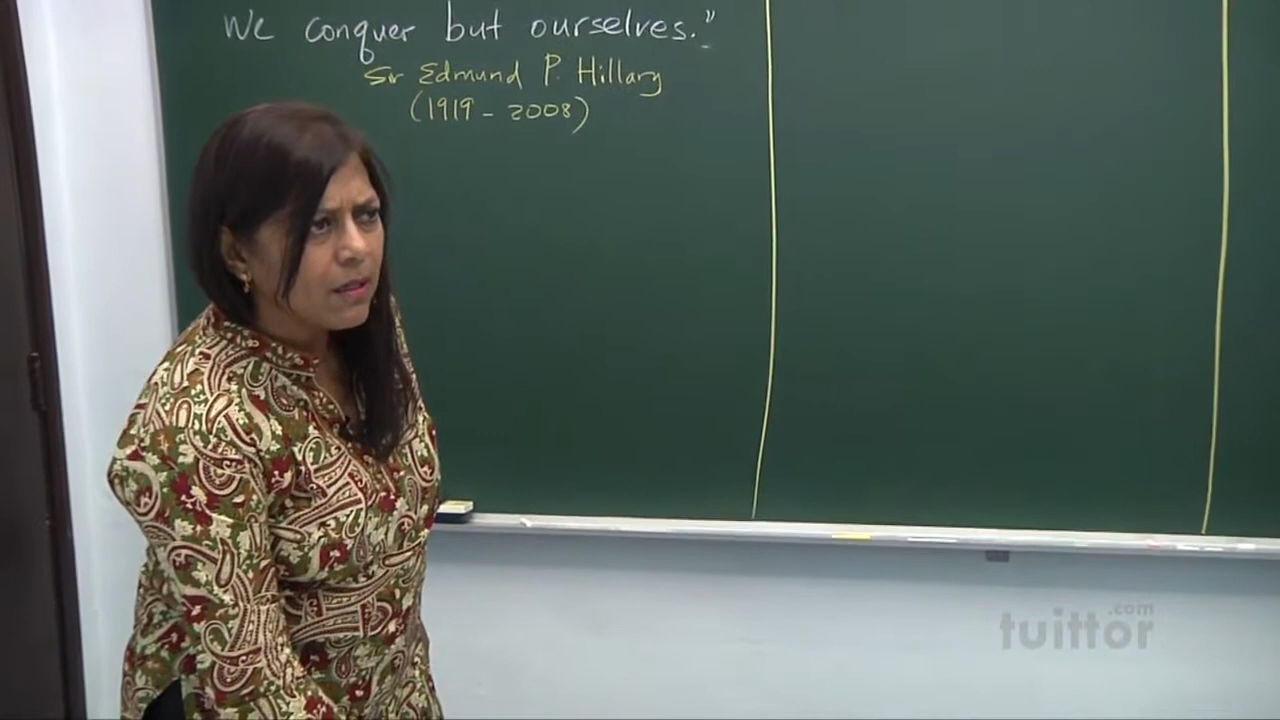 We conquer but ourselves."
Sir Edmund P. Hillary
(1919 - 2008)
tuittor.com